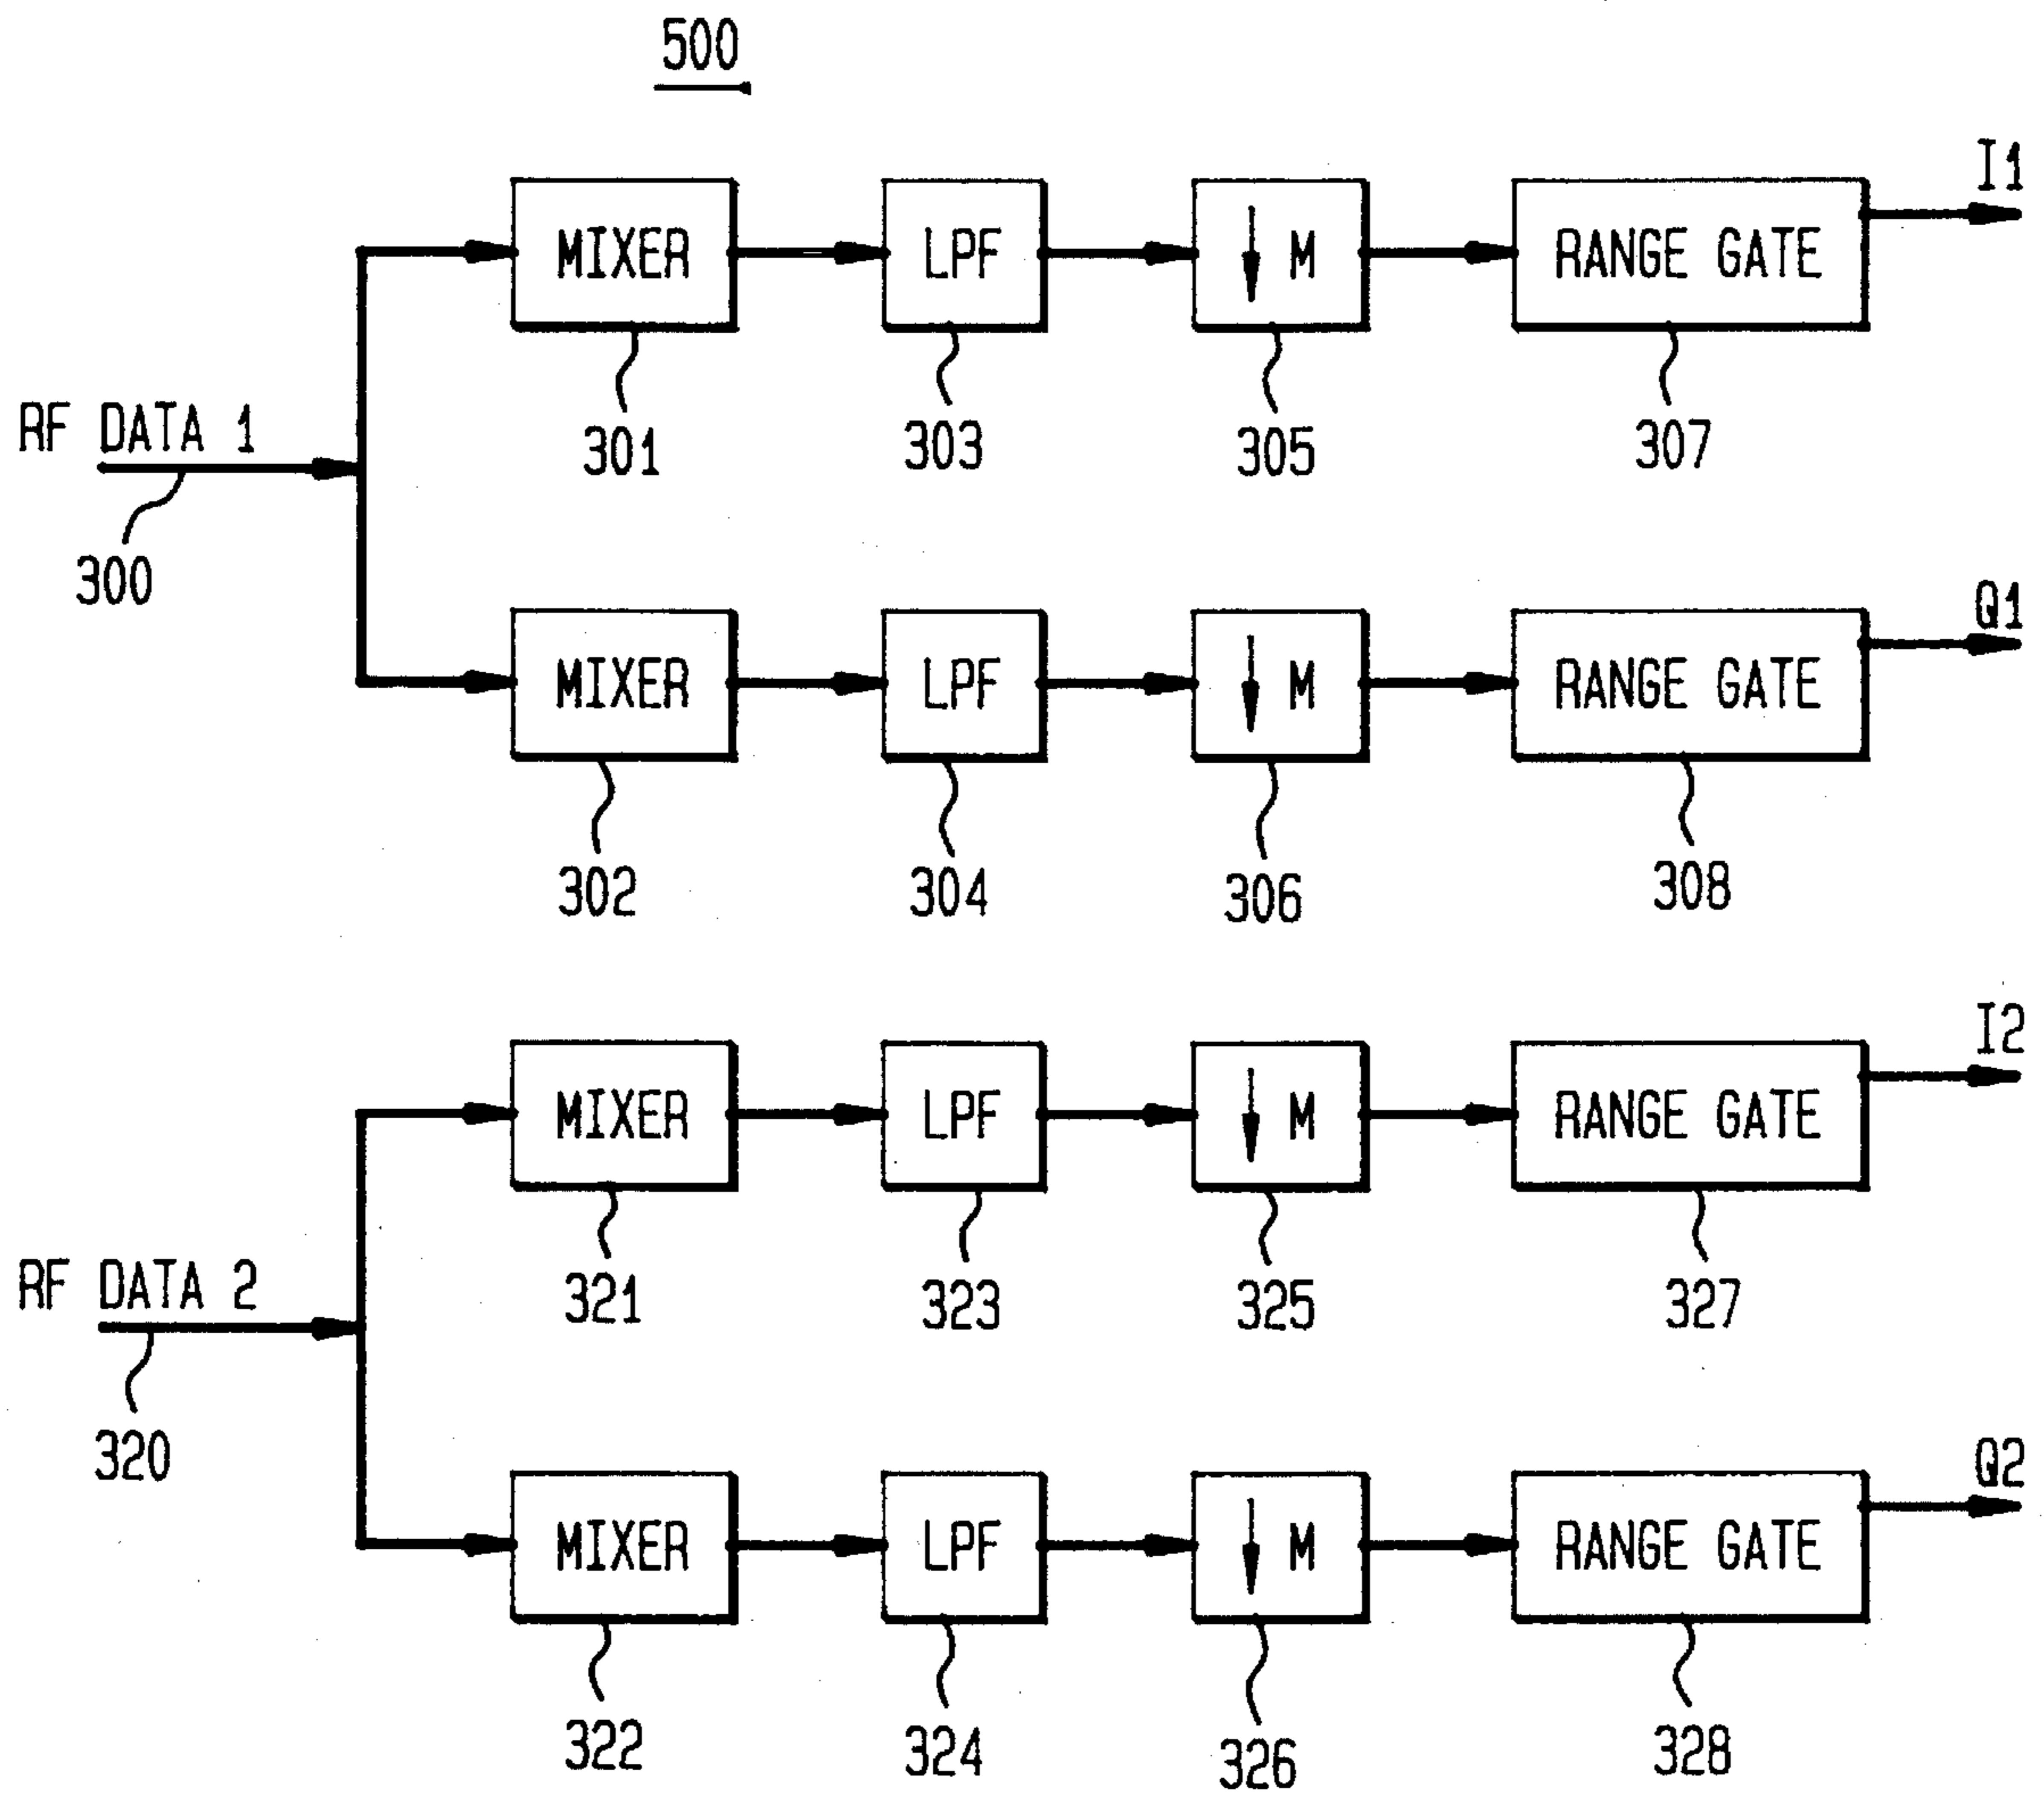 500
I1
MIXER
LPF
M
RANGE GATE
301
303
305
307
RF DATA 1
300
Q1
MIXER
LPF
M
RANGE GATE
302
304
306
308
I2
MIXER
LPF
M
RANGE GATE
321
323
325
327
RF DATA 2
320
Q2
MIXER
LPF
M
RANGE GATE
322
324
326
328